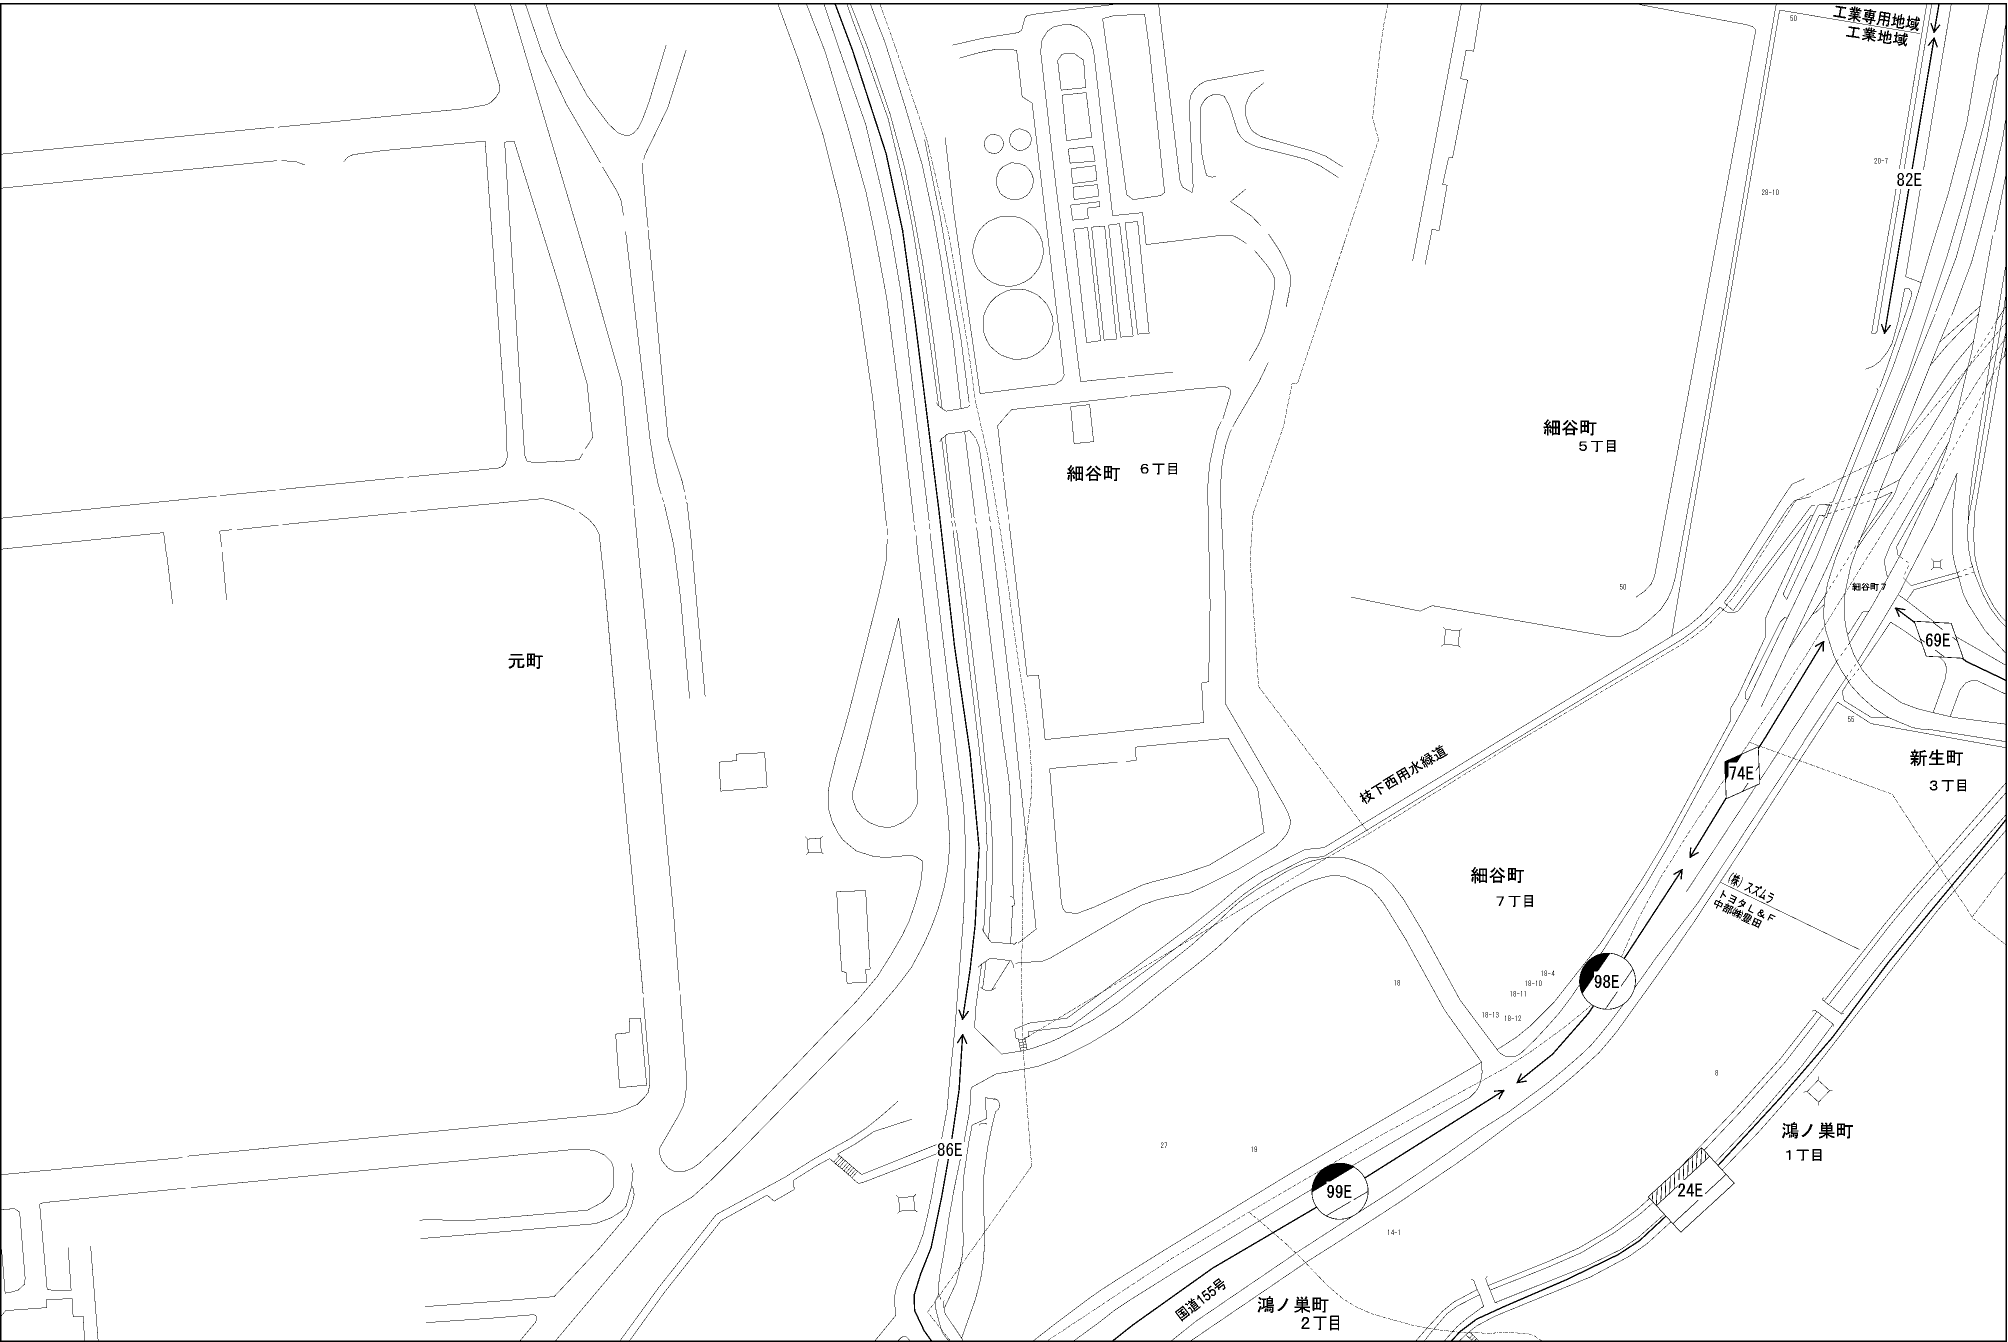 50
工業専用地域
工業地域
20-7
82E
29-10
細谷町
5丁目
細谷町 6丁目
50
細谷町7
69E
元町
55
新生町
3丁目
枝下西用水緑道
74E
細谷町
7丁目
(株)スズムラ
トヨタL&F
中部㈱豊田
18-4
18-10
18-11
18-13
18-12
18
98E
8
鴻ノ巣町
1丁目
86E
27
19
99E
24E
14-1
国道155号
鴻ノ巣町
2丁目